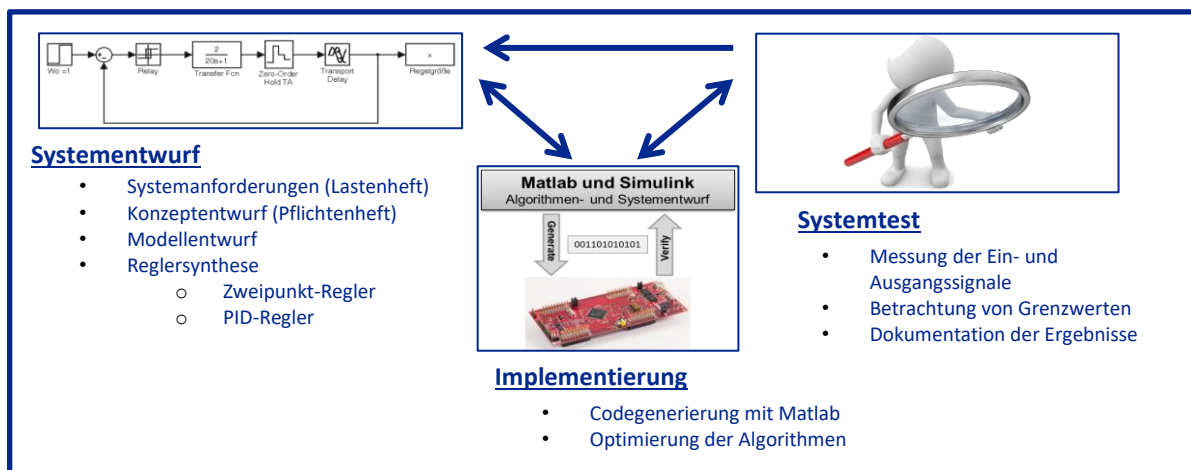 Wo =1
Relay
2
20s+1
Transfer Fcn
Zero-Order
Hold TA
Transport
Delay
x
Regelgröße
Systementwurf
• Systemanforderungen (Lastenheft)
• Konzeptentwurf (Pflichtenheft)
• Modellentwurf
• Reglersynthese
o Zweipunkt-Regler
o PID-Regler
Matlab und Simulink
Algorithmen- und Systementwurf
Generate
001101010101
Verify
Implementierung
• Codegenerierung mit Matlab
• Optimierung der Algorithmen
Systemtest
• Messung der Ein- und
Ausgangssignale
• Betrachtung von Grenzwerten
• Dokumentation der Ergebnisse